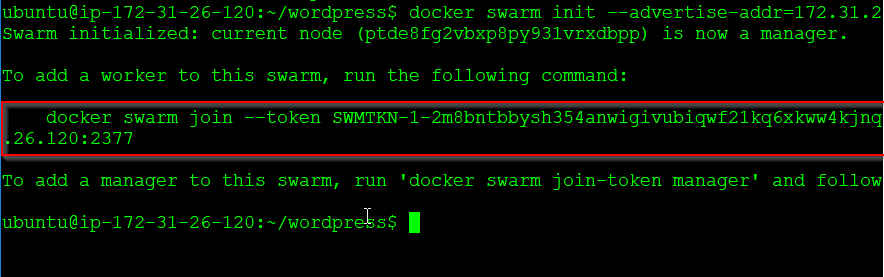 ubuntu@ip-172-31-26-120:~/wordpress$ docker swarm init --advertise-addr=172.31.2
Swarm initialized: current node (ptde8fg2vbxp8py931vrxdbpp) is now a manager.
To add a worker to this swarm, run the following command:
docker swarm join --token SWMTKN-1-2m8bntbbysh354anwigivubiqwf21kq6xkww4kjnq
.26.120:2377
To add a manager to this swarm, run 'docker swarm join-token manager' and follow
ubuntu@ip-172-31-26-120:~/wordpress$